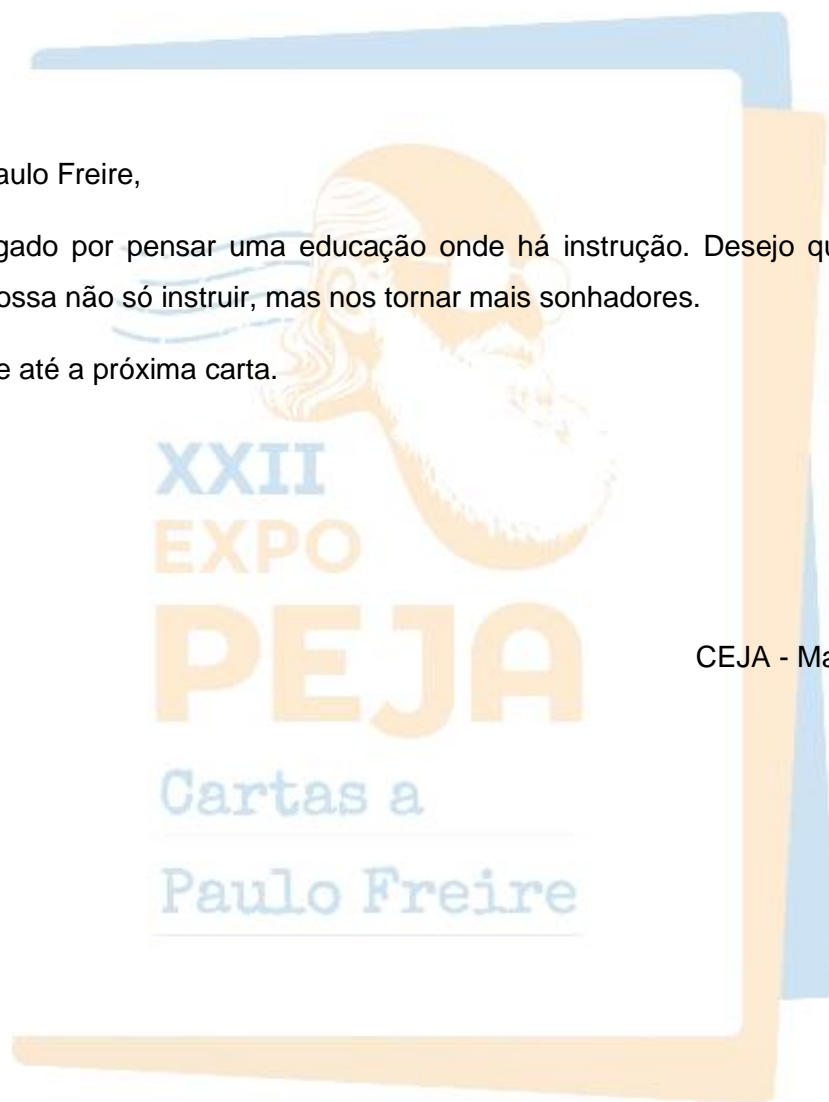 aulo Freire,
gado por pensar uma educação onde há instrução. Desejo qu
ossa não só instruir, mas nos tornar mais sonhadores.
e até a próxima carta.
XXII
EXPO
PEJA
CEJA - Ma
Cartas a
Paulo Freire